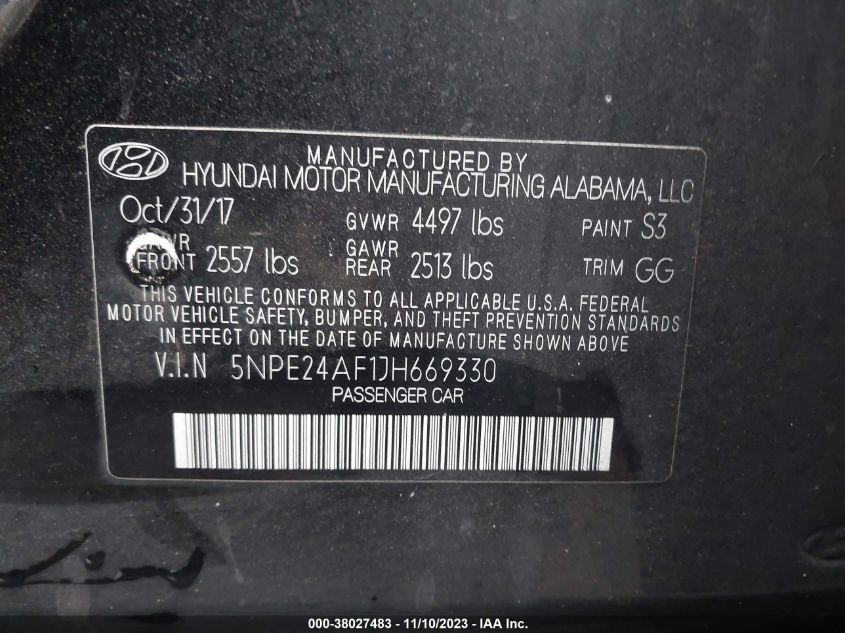 MANUFACTURED BY
HYUNDAI MOTOR MANUFACTURING ALABAMA, LLC
Oct/31/17 GVWR 4497 lbs PAINT S3
GAWR FRONT 2557 lbs GAWR REAR 2513 lbs TRIM GG
THIS VEHICLE CONFORMS TO ALL APPLICABLE U.S.A. FEDERAL
MOTOR VEHICLE SAFETY, BUMPER, AND THEFT PREVENTION STANDARDS
IN EFFECT ON THE DATE OF MANUFACTURE SHOWN ABOVE
V.I.N 5NPE24AF1JH669330
PASSENGER CAR
000-38027483 - 11/10/2023 - IAA Inc.